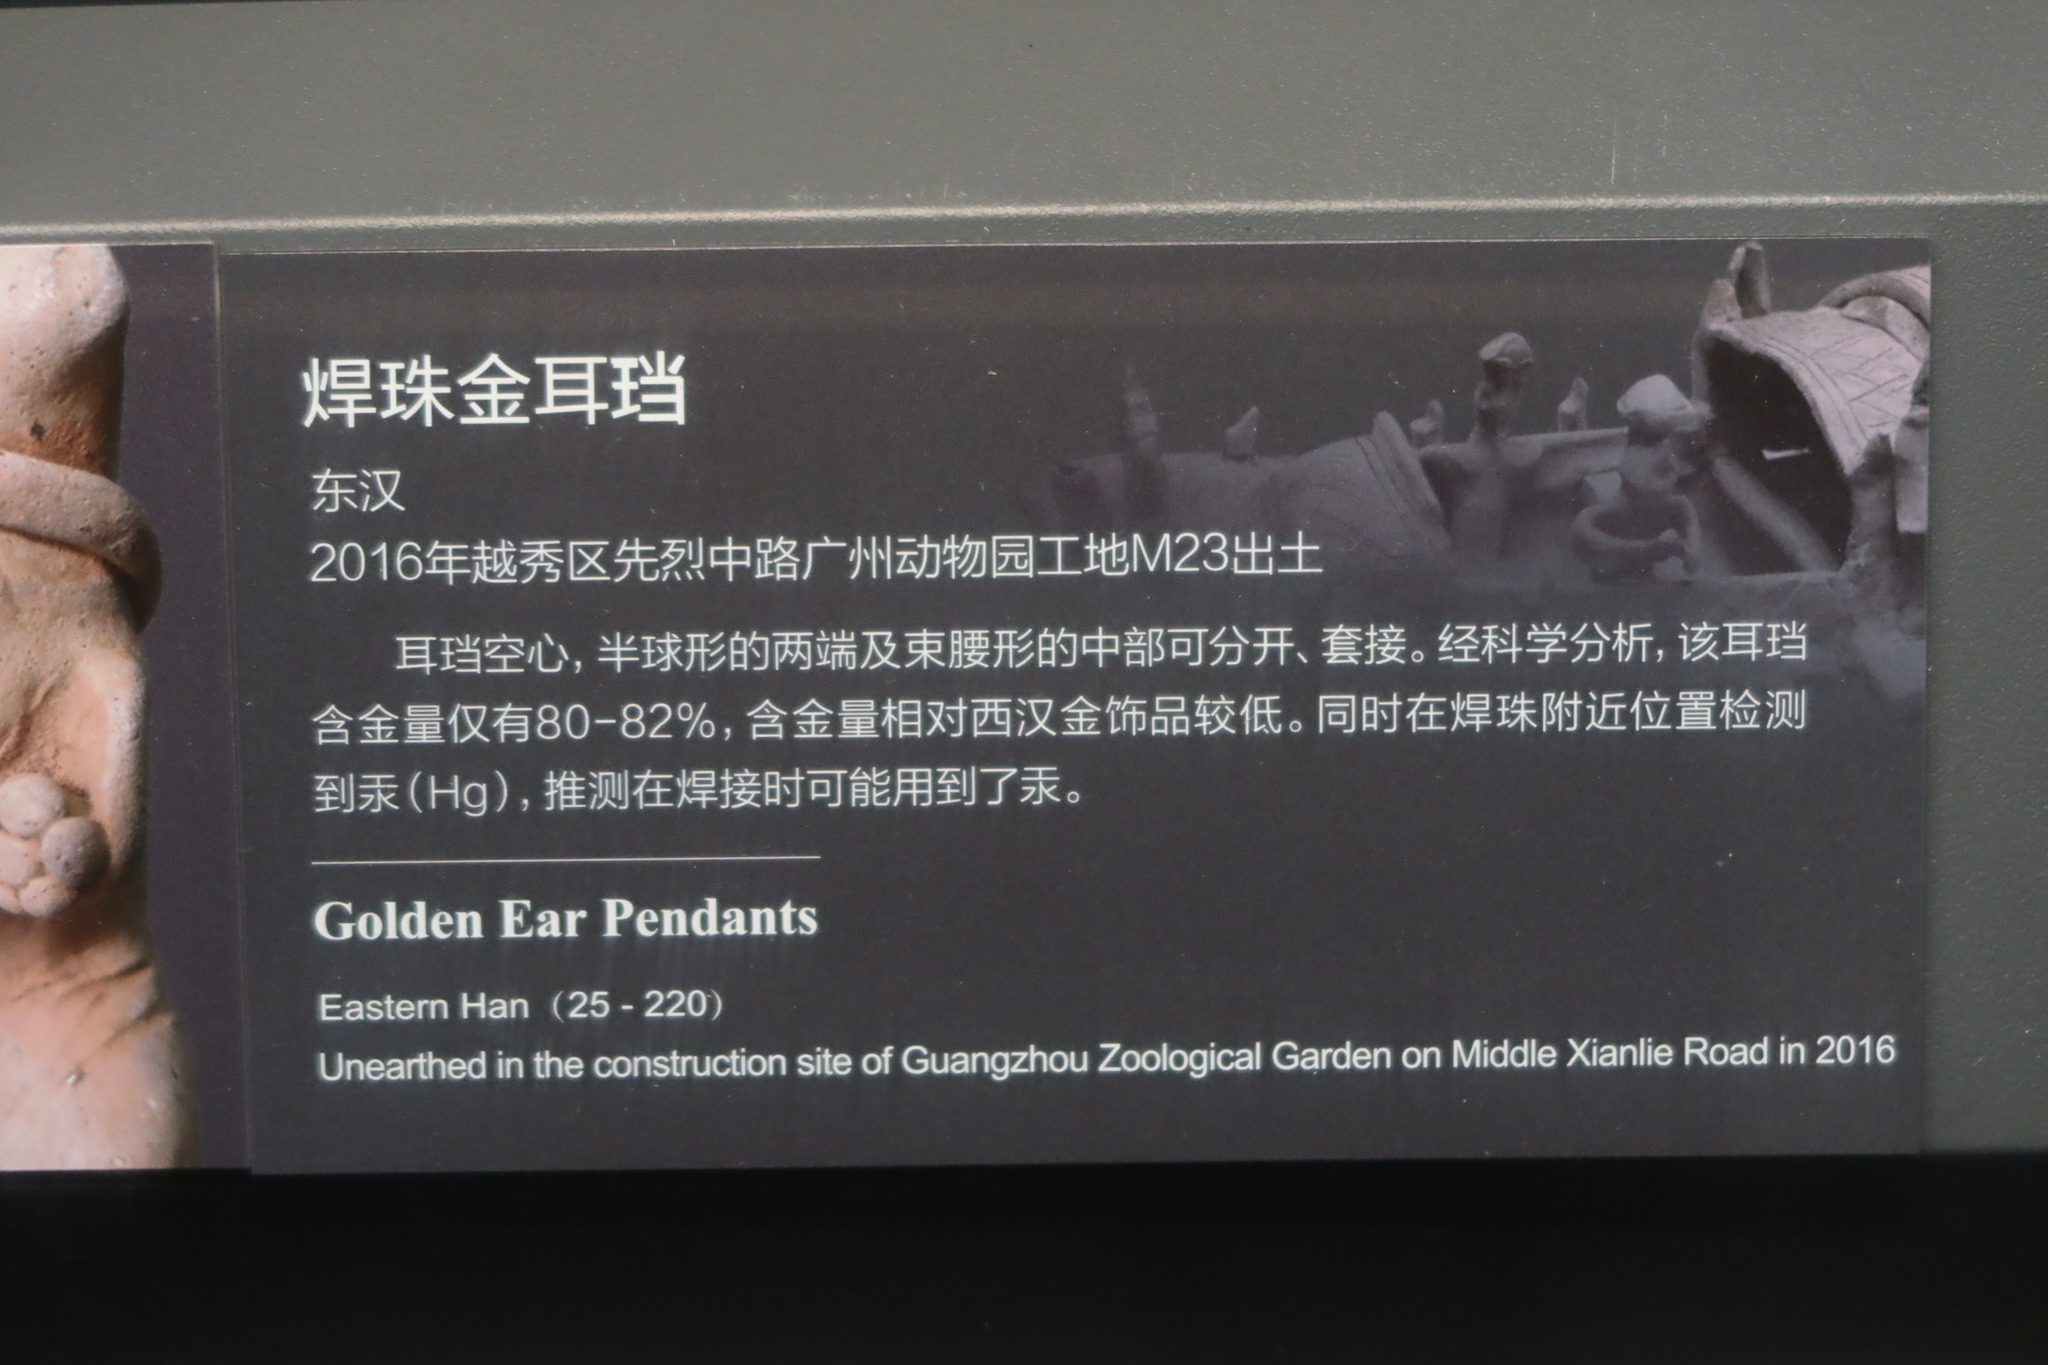 焊珠金耳珰
东汉
2016年越秀区先烈中路广州动物园工地M23出土
耳珰空心，半球形的两端及束腰形的中部可分开、套接。经科学分析，该耳珰
含金量仅有80-82%，含金量相对西汉金饰品较低。同时在焊珠附近位置检测
到汞（Hg），推测在焊接时可能用到了汞。
Golden Ear Pendants
Eastern Han（25 - 220）
Unearthed in the construction site of Guangzhou Zoological Garden on Middle Xianlie Road in 2016